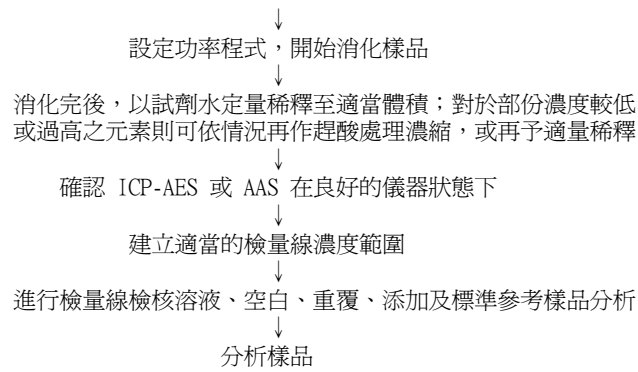 ↓
設定功率程式，開始消化樣品
↓
消化完後，以試劑水定量稀釋至適當體積；對於部份濃度較低
或過高之元素則可依情況再作趕酸處理濃縮，或再予適量稀釋
↓
確認 ICP-AES 或 AAS 在良好的儀器狀態下
↓
建立適當的檢量線濃度範圍
↓
進行檢量線檢核溶液、空白、重覆、添加及標準參考樣品分析
↓
分析樣品